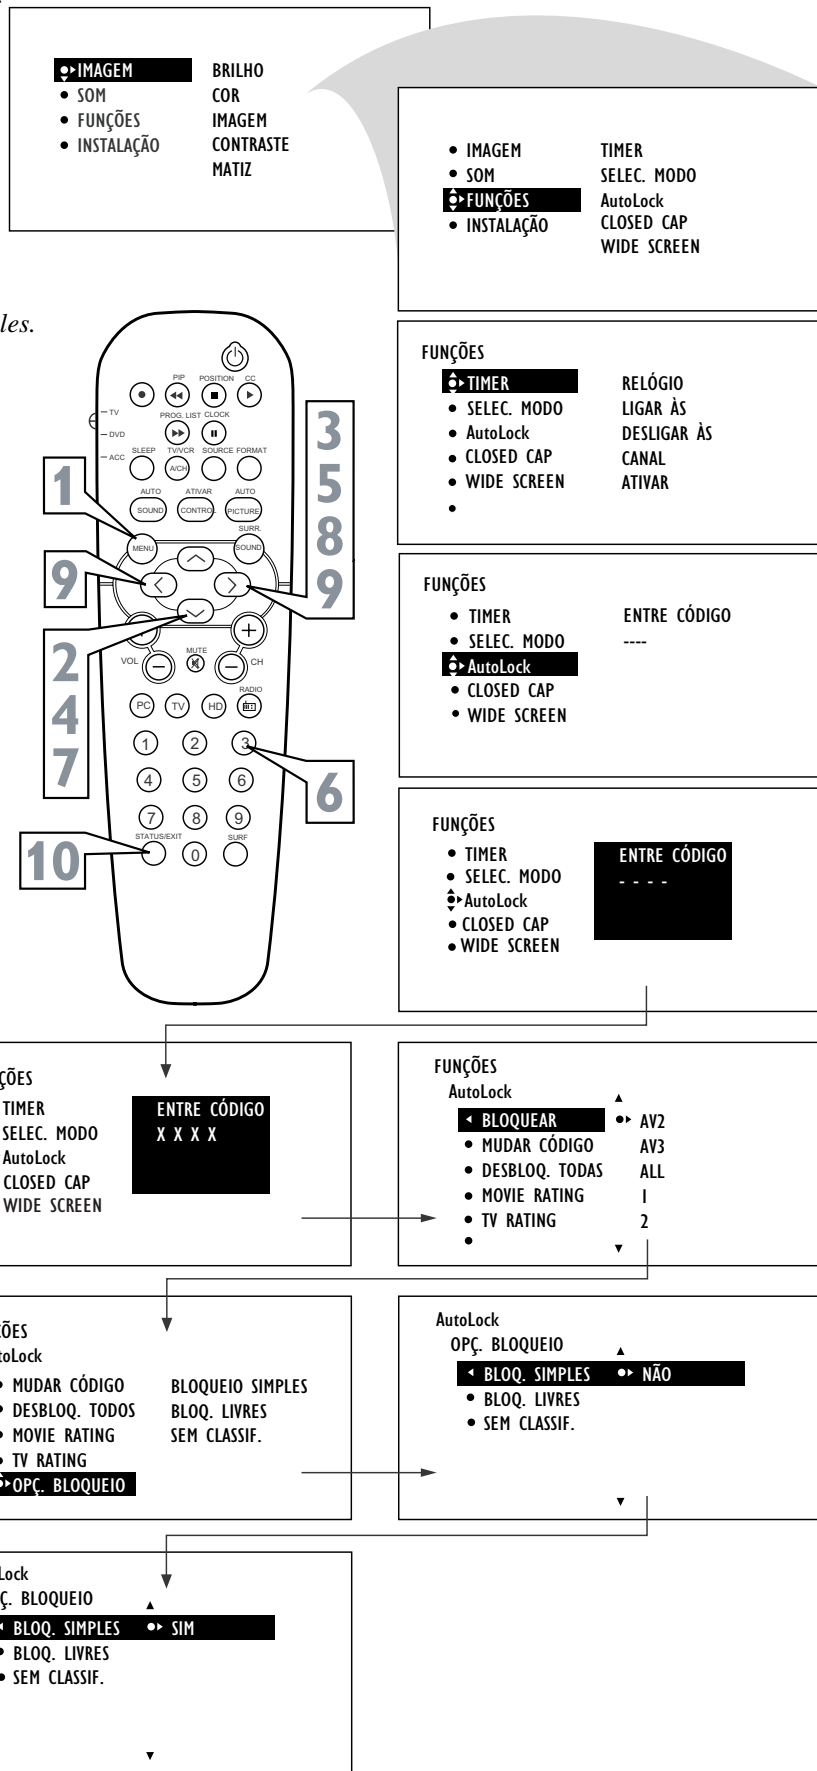 IMAGEM BRILHO
SOM COR
FUNÇÕES IMAGEM
INSTALAÇÃO CONTRASTE
MATIZ
IMAGEM TIMER
SOM SELEC. MODO
FUNÇÕES AutoLock
INSTALAÇÃO CLOSED CAP
WIDE SCREEN
les.
FUNÇÕES
TIMER RELÓGIO
SELEC. MODO LIGAR ÀS
AutoLock DESLIGAR ÀS
CLOSED CAP CANAL
WIDE SCREEN ATIVAR
PIP POSITION CC
TV
PROG. LIST CLOCK
DVD
ACC
SLEEP TV/VCR SOURCE FORMAT
A/CH
AUTO ATIVAR AUTO
SOUND CONTROL PICTURE
SURR.
MENU SOUND
VOL MUTE CH
RADIO
PC TV HD
1 2 3
4 5 6
7 8 9
STATUS/EXIT SURF
0
1
9
2
4
7
10
3
5
8
9
6
FUNÇÕES
TIMER ENTRE CÓDIGO
SELEC. MODO ----
AutoLock
CLOSED CAP
WIDE SCREEN
FUNÇÕES
TIMER ENTRE CÓDIGO
SELEC. MODO - - - -
AutoLock
CLOSED CAP
WIDE SCREEN
ÇÕES
TIMER ENTRE CÓDIGO
SELEC. MODO X X X X
AutoLock
CLOSED CAP
WIDE SCREEN
FUNÇÕES
AutoLock
BLOQUEAR AV2
MUDAR CÓDIGO AV3
DESBLOQ. TODAS ALL
MOVIE RATING 1
TV RATING 2
ÕES
toLock
MUDAR CÓDIGO BLOQUEIO SIMPLES
DESBLOQ. TODOS BLOQ. LIVRES
MOVIE RATING SEM CLASSIF.
TV RATING
OPÇ. BLOQUEIO
AutoLock
OPÇ. BLOQUEIO
BLOQ. SIMPLES NÃO
BLOQ. LIVRES
SEM CLASSIF.
Lock
Ç. BLOQUEIO
BLOQ. SIMPLES SIM
BLOQ. LIVRES
SEM CLASSIF.